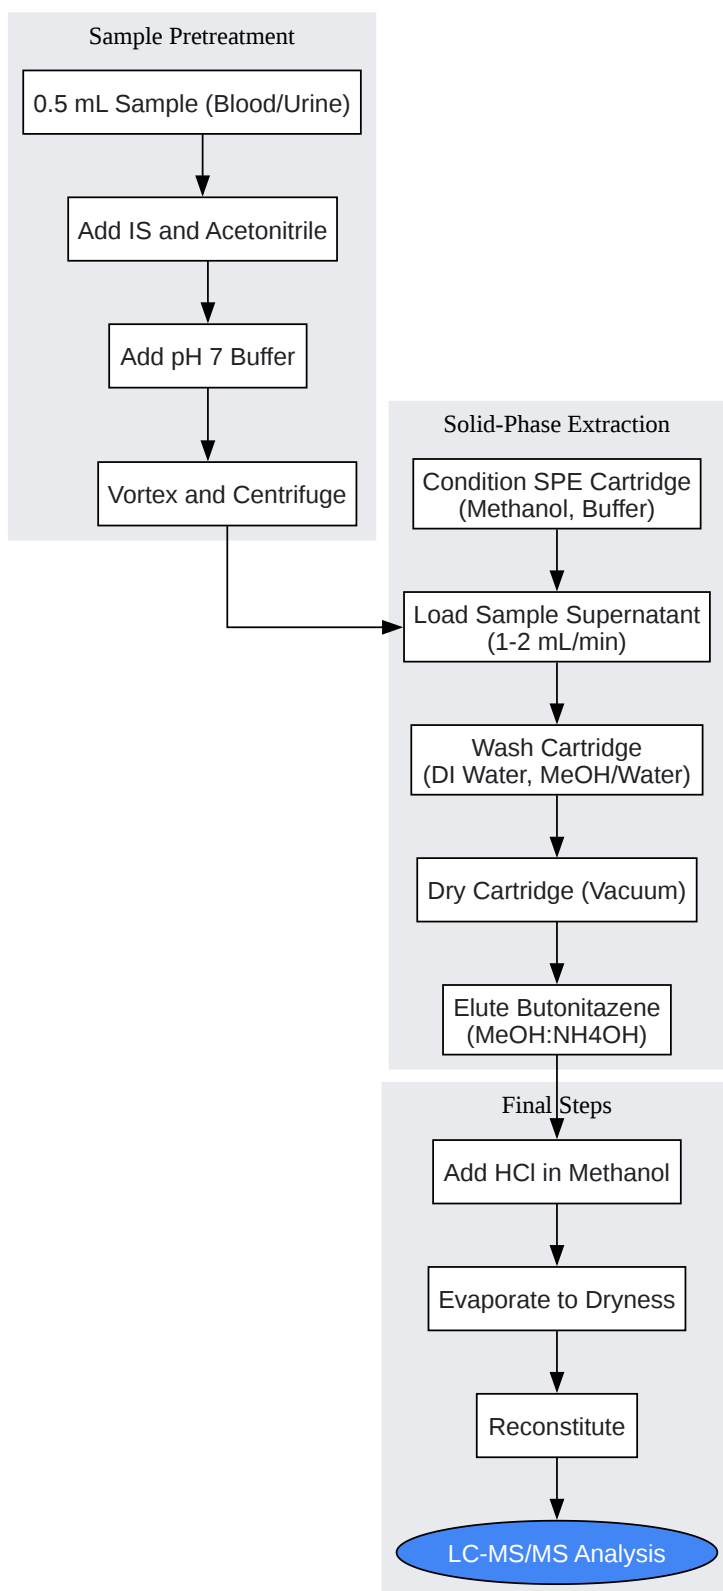 Sample Pretreatment
0.5 mL Sample (Blood/Urine)
Add IS and Acetonitrile
Add pH 7 Buffer
Vortex and Centrifuge
Solid-Phase Extraction
Condition SPE Cartridge
(Methanol, Buffer)
Load Sample Supernatant
(1-2 mL/min)
Wash Cartridge
(DI Water, MeOH/Water)
Dry Cartridge (Vacuum)
Elute Butonitazene
(MeOH:NH4OH)
Final Steps
Add HCl in Methanol
Evaporate to Dryness
Reconstitute
LC-MS/MS Analysis